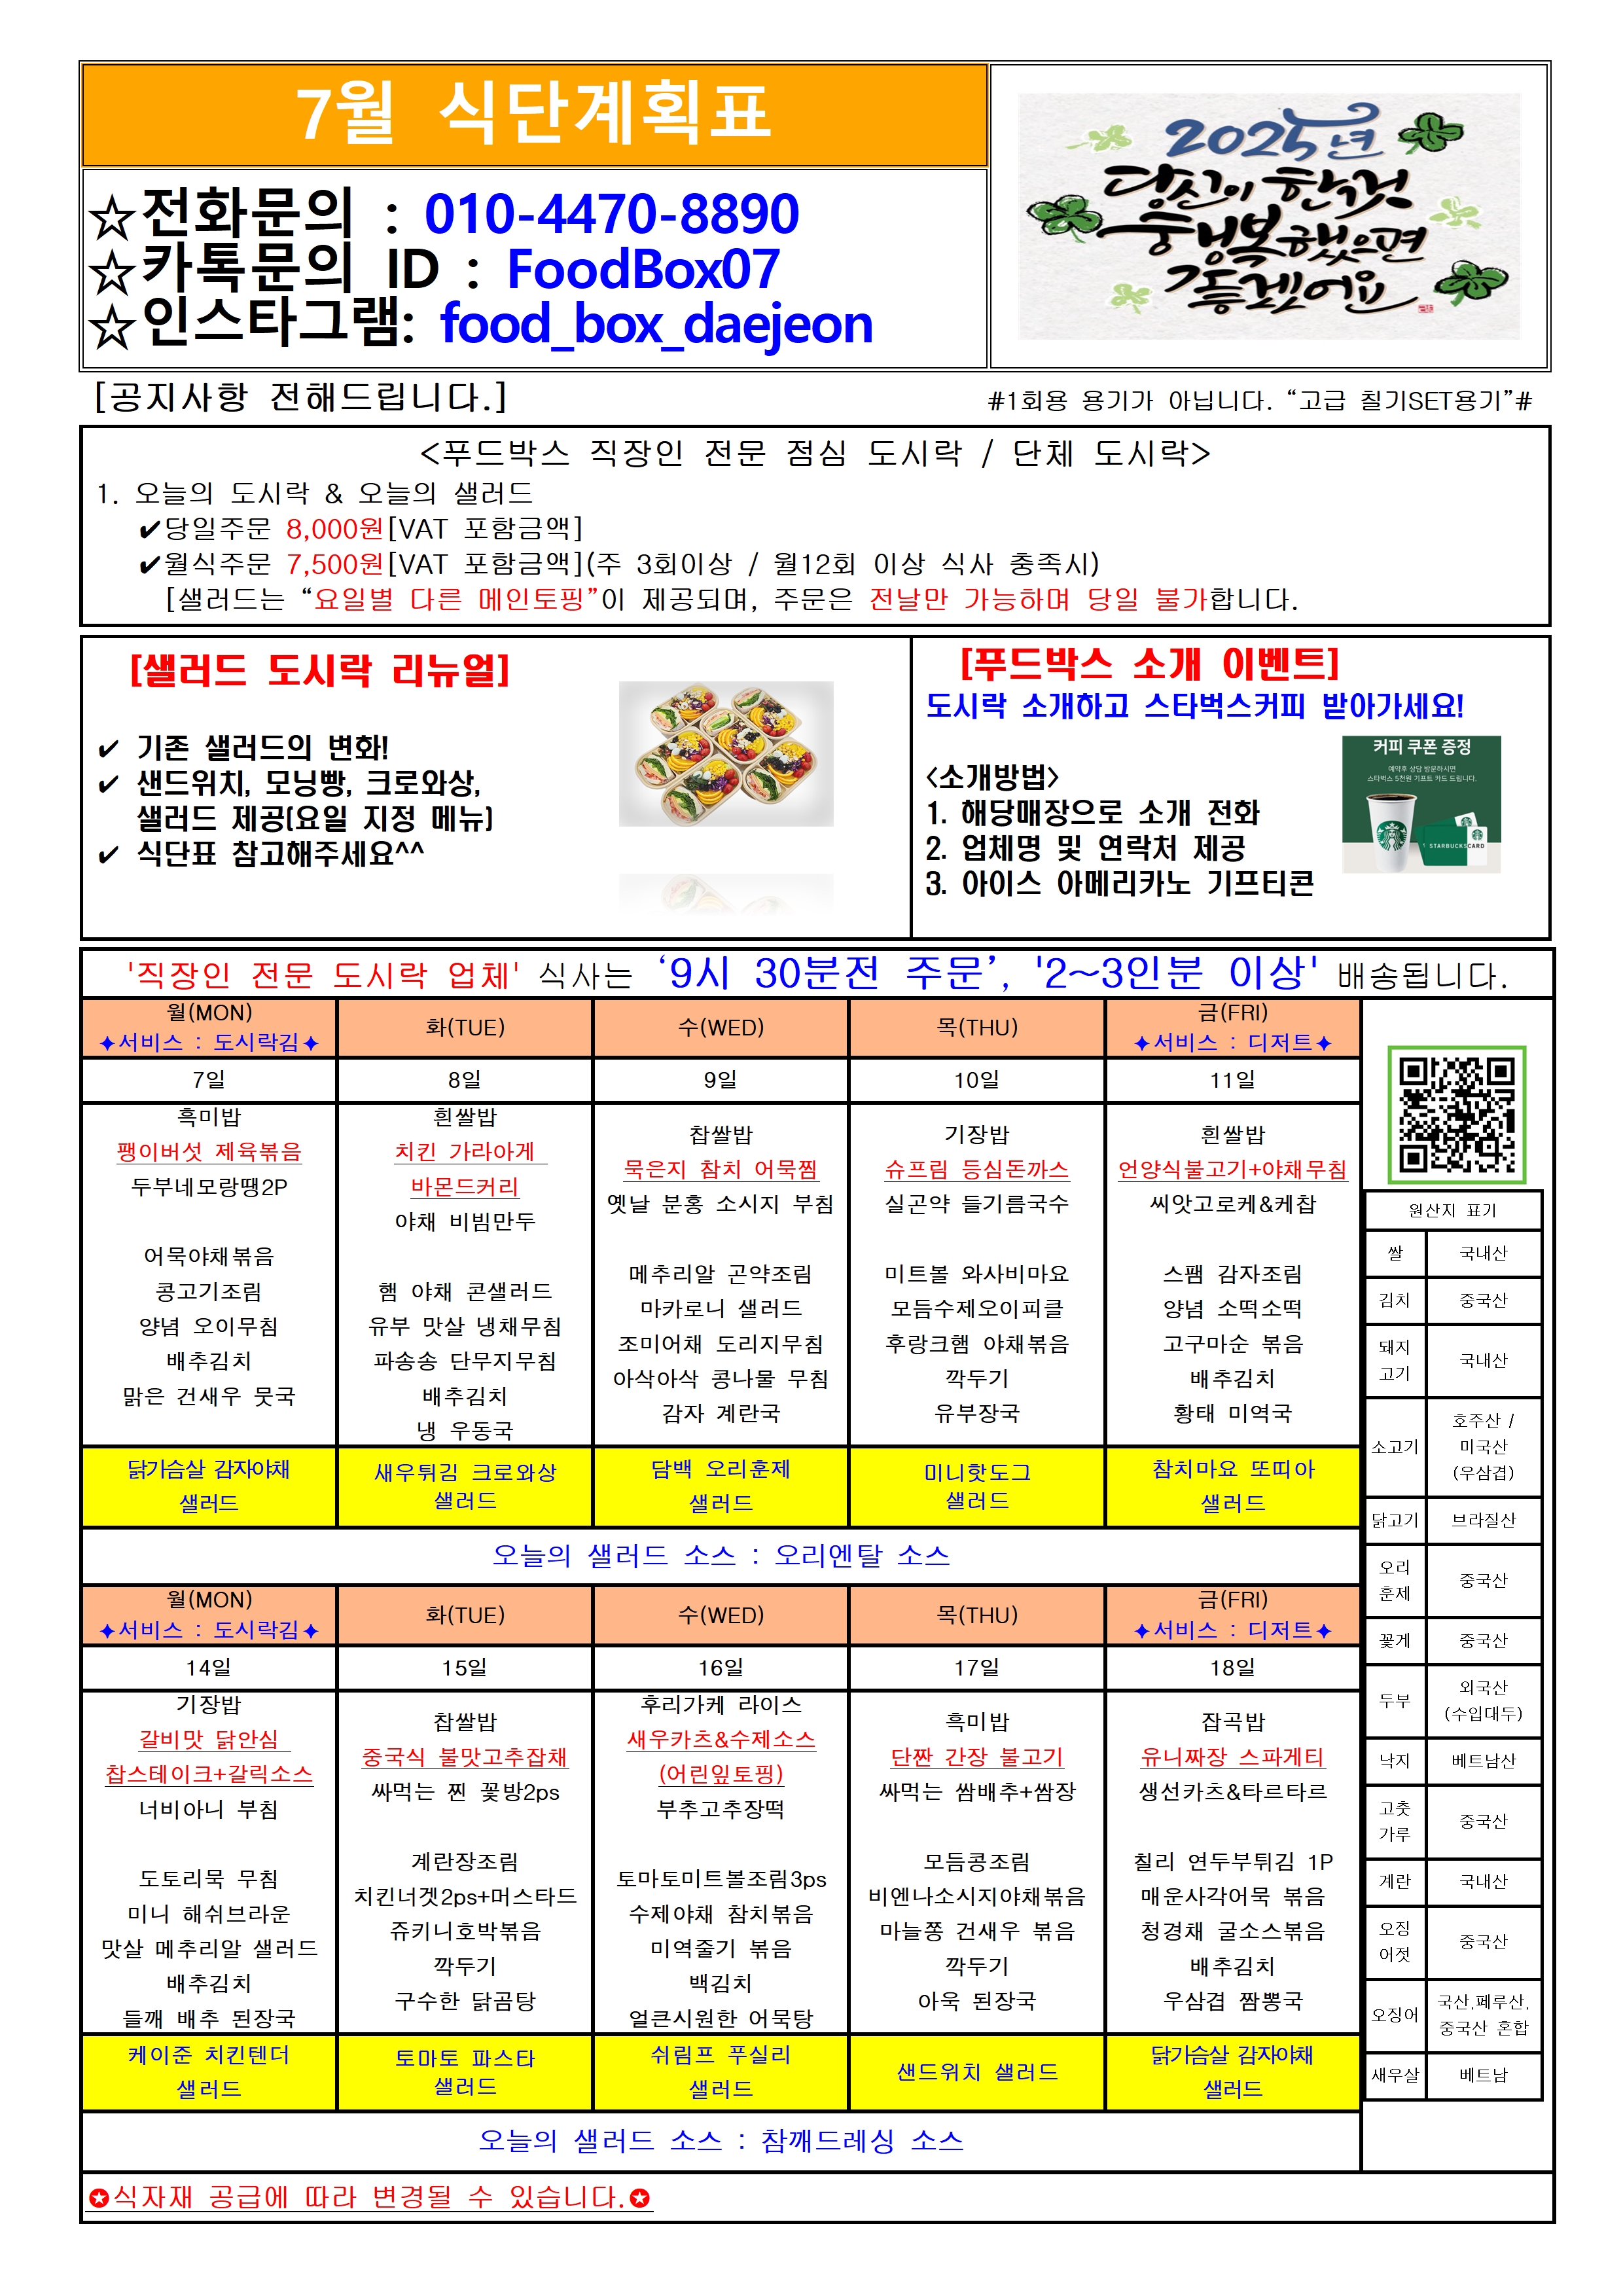 7월 식단계획표
☆전화문의 : 010-4470-8890
☆카톡문의 ID : FoodBox07
☆인스타그램: food_box_daejeon
2025년
당신이 한것
행복했으면
좋겠어요
[공지사항 전해드립니다.]
#1회용 용기가 아닙니다. “고급 칠기SET용기”#
<푸드박스 직장인 전문 점심 도시락 / 단체 도시락>
1. 오늘의 도시락 & 오늘의 샐러드
✔당일주문 8,000원[VAT 포함금액]
✔월식주문 7,500원[VAT 포함금액](주 3회이상 / 월12회 이상 식사 충족시)
[샐러드는 “요일별 다른 메인토핑”이 제공되며, 주문은 전날만 가능하며 당일 불가합니다.
[샐러드 도시락 리뉴얼]
✔ 기존 샐러드의 변화!
✔ 샌드위치, 모닝빵, 크로와상,
샐러드 제공(요일 지정 메뉴)
✔ 식단표 참고해주세요^^
[푸드박스 소개 이벤트]
도시락 소개하고 스타벅스커피 받아가세요!
<소개방법>
1. 해당매장으로 소개 전화
2. 업체명 및 연락처 제공
3. 아이스 아메리카노 기프티콘
커피 쿠폰 증정
예약후 상담 방문하시면
스타벅스 5천원 기프트 카드 드립니다.
STARBUCKSCARD
'직장인 전문 도시락 업체' 식사는 ‘9시 30분전 주문’, '2~3인분 이상' 배송됩니다.
월(MON)
✦서비스 : 도시락김✦
화(TUE)
수(WED)
목(THU)
금(FRI)
✦서비스 : 디저트✦
7일
8일
9일
10일
11일
흑미밥
팽이버섯 제육볶음
두부네모랑땡2P
어묵야채볶음
콩고기조림
양념 오이무침
배추김치
맑은 건새우 뭇국
흰쌀밥
치킨 가라아게
바몬드커리
야채 비빔만두
햄 야채 콘샐러드
유부 맛살 냉채무침
파송송 단무지무침
배추김치
냉 우동국
찹쌀밥
묵은지 참치 어묵찜
옛날 분홍 소시지 부침
메추리알 곤약조림
마카로니 샐러드
조미어채 도리지무침
아삭아삭 콩나물 무침
감자 계란국
기장밥
슈프림 등심돈까스
실곤약 들기름국수
미트볼 와사비마요
모듬수제오이피클
후랑크햄 야채볶음
깍두기
유부장국
흰쌀밥
언양식불고기+야채무침
씨앗고로케&케찹
스팸 감자조림
양념 소떡소떡
고구마순 볶음
배추김치
황태 미역국
닭가슴살 감자야채
샐러드
새우튀김 크로와상
샐러드
담백 오리훈제
샐러드
미니핫도그
샐러드
참치마요 또띠아
샐러드
오늘의 샐러드 소스 : 오리엔탈 소스
월(MON)
✦서비스 : 도시락김✦
화(TUE)
수(WED)
목(THU)
금(FRI)
✦서비스 : 디저트✦
14일
15일
16일
17일
18일
기장밥
갈비맛 닭안심
찹스테이크+갈릭소스
너비아니 부침
도토리묵 무침
미니 해쉬브라운
맛살 메추리알 샐러드
배추김치
들깨 배추 된장국
찹쌀밥
중국식 불맛고추잡채
싸먹는 찐 꽃방2ps
계란장조림
치킨너겟2ps+머스타드
쥬키니호박볶음
깍두기
구수한 닭곰탕
후리가케 라이스
새우카츠&수제소스
(어린잎토핑)
부추고추장떡
토마토미트볼조림3ps
수제야채 참치볶음
미역줄기 볶음
백김치
얼큰시원한 어묵탕
흑미밥
단짠 간장 불고기
싸먹는 쌈배추+쌈장
모듬콩조림
비엔나소시지야채볶음
마늘쫑 건새우 볶음
깍두기
아욱 된장국
잡곡밥
유니짜장 스파게티
생선카츠&타르타르
칠리 연두부튀김 1P
매운사각어묵 볶음
청경채 굴소스볶음
배추김치
우삼겹 짬뽕국
케이준 치킨텐더
샐러드
토마토 파스타
샐러드
쉬림프 푸실리
샐러드
샌드위치 샐러드
닭가슴살 감자야채
샐러드
오늘의 샐러드 소스 : 참깨드레싱 소스
원산지 표기
쌀 국내산
김치 중국산
돼지
고기
국내산
소고기
호주산 /
미국산
(우삼겹)
닭고기 브라질산
오리
훈제
중국산
꽃게 중국산
두부
외국산
(수입대두)
낙지 베트남산
고춧
가루
중국산
계란 국내산
오징
어젓
중국산
오징어
국산,페루산,
중국산 혼합
새우살 베트남
✪식자재 공급에 따라 변경될 수 있습니다.✪